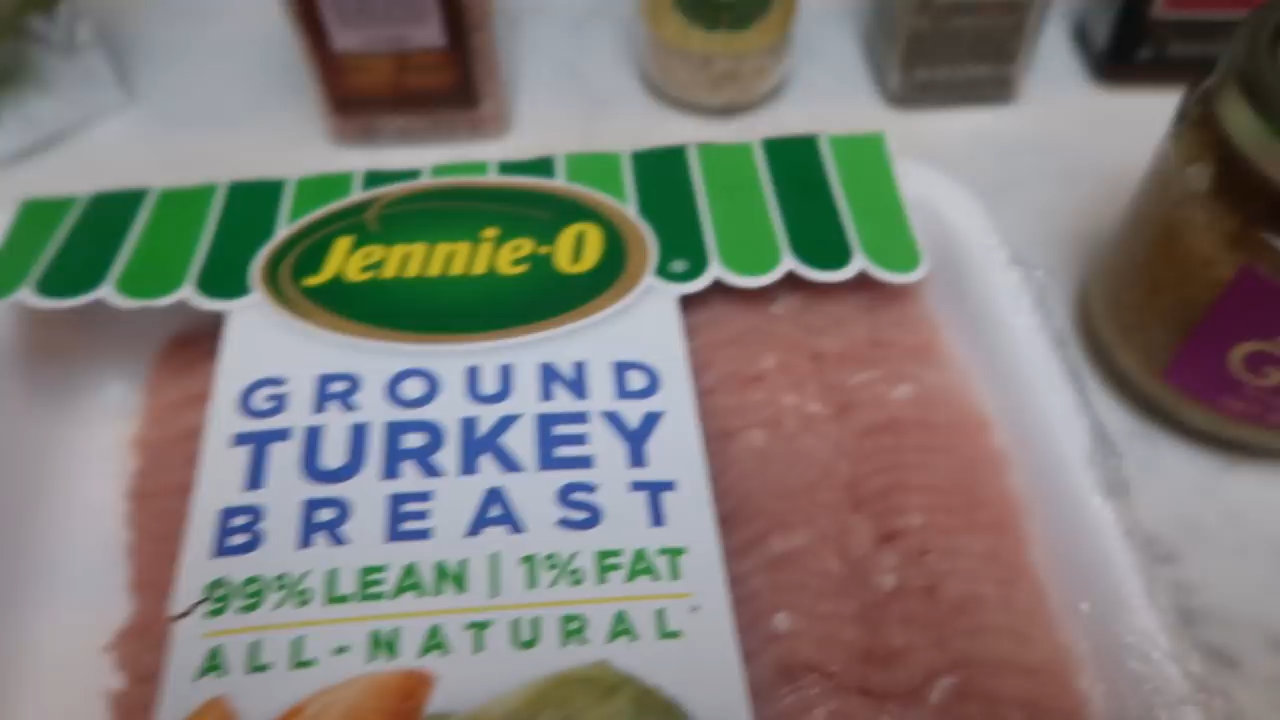 Jennie-O
GROUND
TURKEY
BREAST
99% LEAN | 1% FAT
ALL-NATURAL*
G